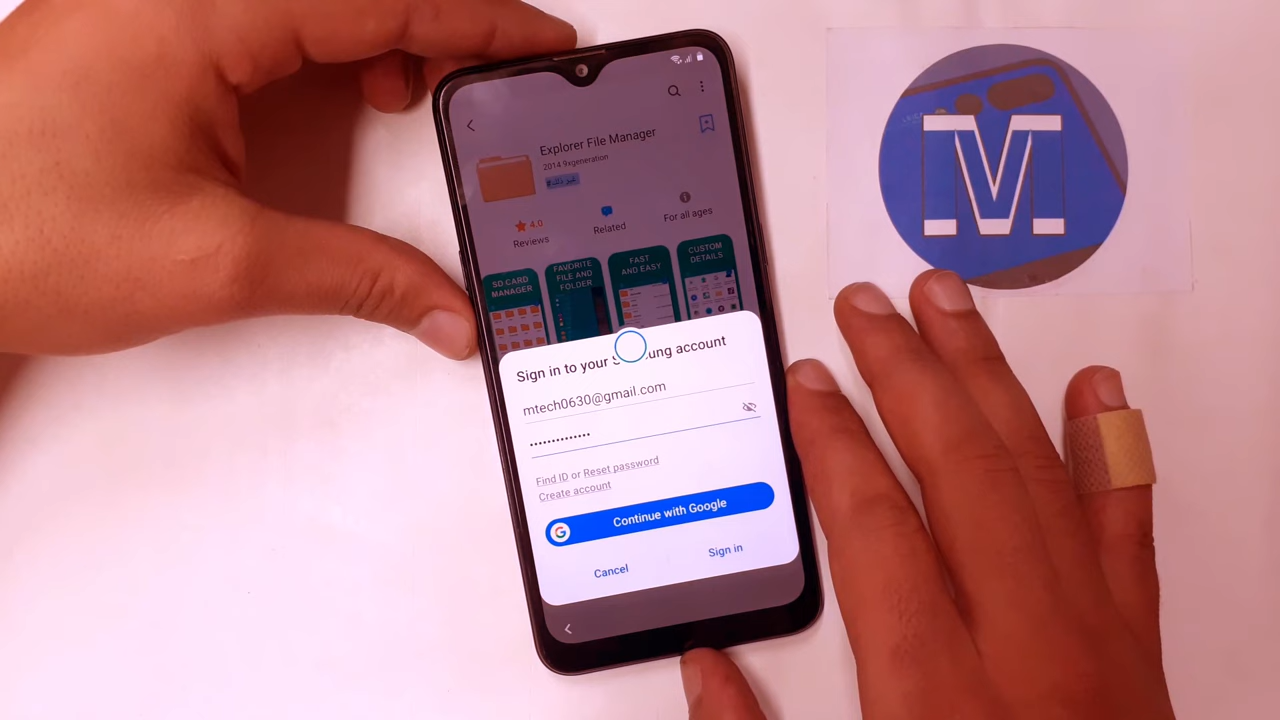 Explorer File Manager
2014 9xgeneration
#غير ذلك
4.0
Reviews
Related
For all ages
SD CARD
MANAGER
FAVORITE
FILE AND
FOLDER
FAST
AND EASY
CUSTOM
DETAILS
Sign in to your account
mtech0630@gmail.com
••••••••••••••
Find ID or Reset password
Create account
G
Continue with Google
Cancel
Sign in
M